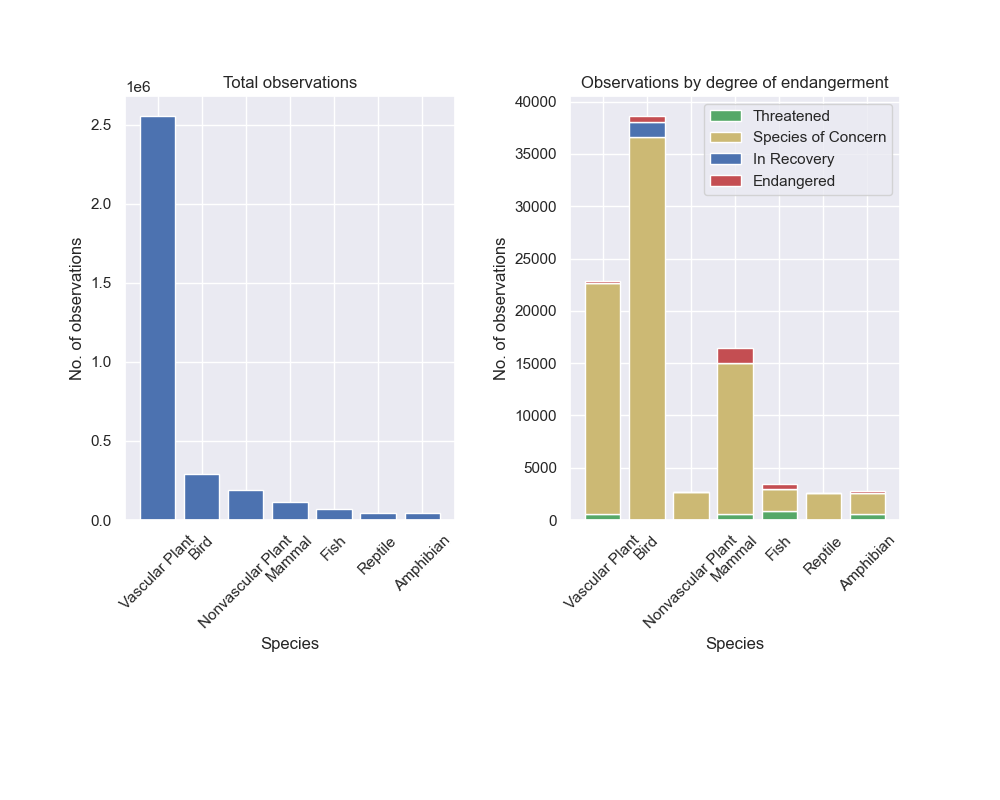 Total observations
1e6
2.5
2.0
1.5
1.0
0.5
0.0
No. of observations
Vascular Plant
Bird
Nonvascular Plant
Mammal
Fish
Reptile
Amphibian
Species
Observations by degree of endangerment
40000
35000
30000
25000
20000
15000
10000
5000
0
No. of observations
Threatened
Species of Concern
In Recovery
Endangered
Vascular Plant
Bird
Nonvascular Plant
Mammal
Fish
Reptile
Amphibian
Species